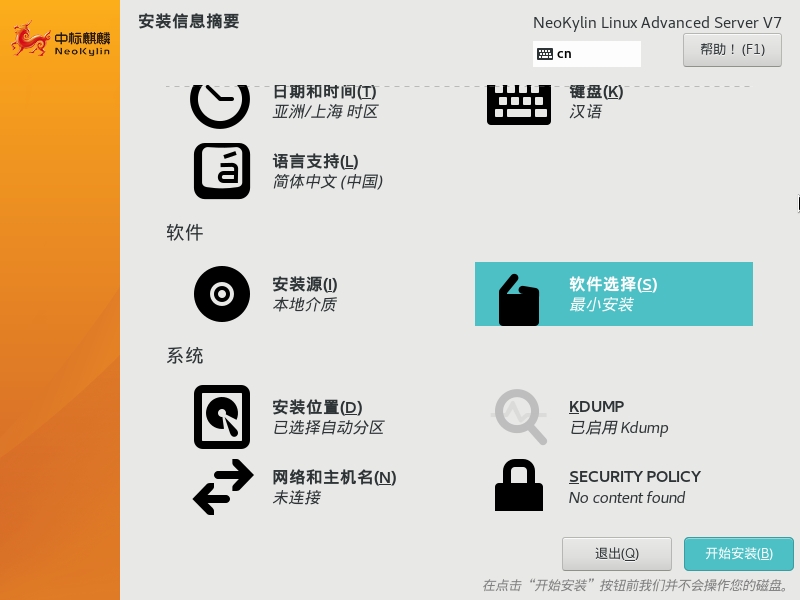 中标麒麟
NeoKylin
安装信息摘要
NeoKylin Linux Advanced Server V7
cn
帮助！(F1)
日期和时间(T)
亚洲/上海 时区
键盘(K)
汉语
á
语言支持(L)
简体中文 (中国)
软件
安装源(I)
本地介质
软件选择(S)
最小安装
系统
安装位置(D)
已选择自动分区
KDUMP
已启用 Kdump
网络和主机名(N)
未连接
SECURITY POLICY
No content found
退出(Q)
开始安装(B)
在点击“开始安装”按钮前我们并不会操作您的磁盘。